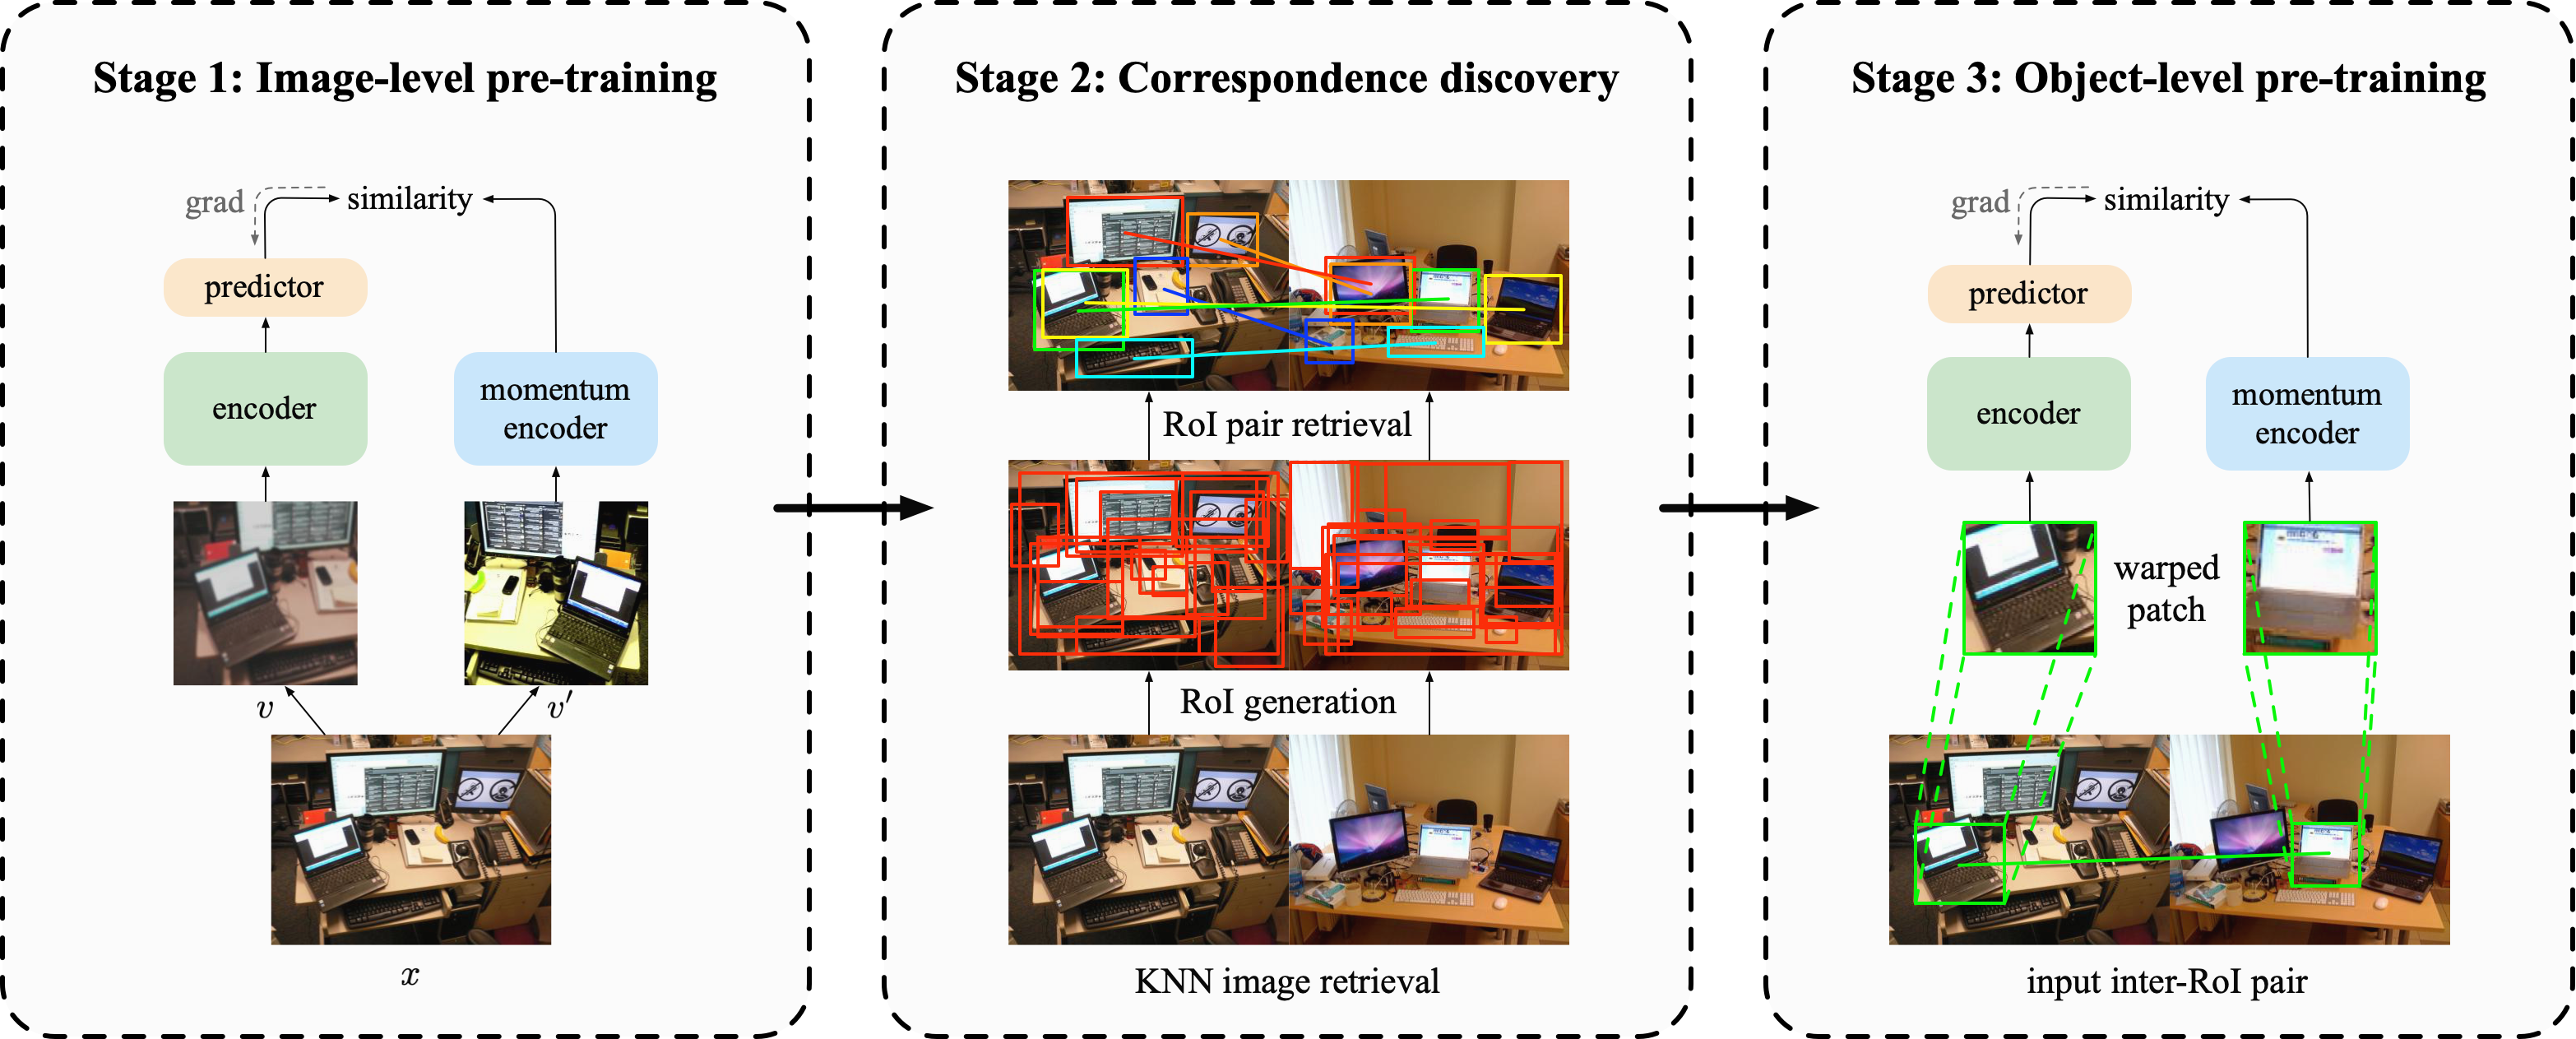 Stage 1: Image-level pre-training
grad
similarity
predictor
encoder
momentum
encoder
v
v′
x
Stage 2: Correspondence discovery
RoI pair retrieval
RoI generation
KNN image retrieval
Stage 3: Object-level pre-training
grad
similarity
predictor
encoder
momentum
encoder
warped
patch
input inter-RoI pair